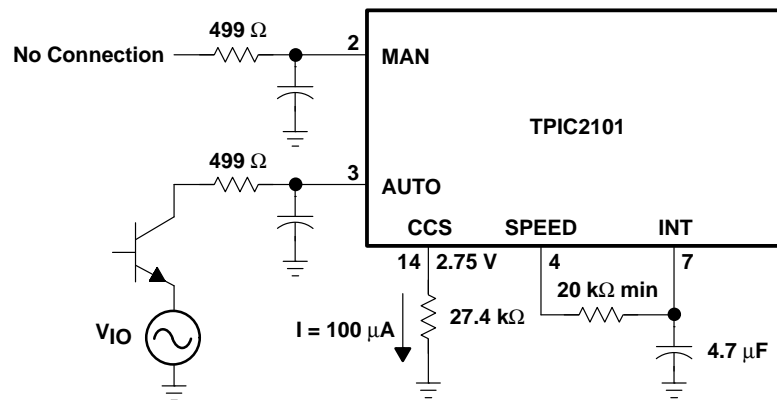 499 Ω
2
No Connection
MAN
TPIC2101
499 Ω
3
AUTO
CCS
SPEED
INT
14
2.75 V
4
7
20 kΩ min
VIO
I = 100 μA
27.4 kΩ
4.7 μF